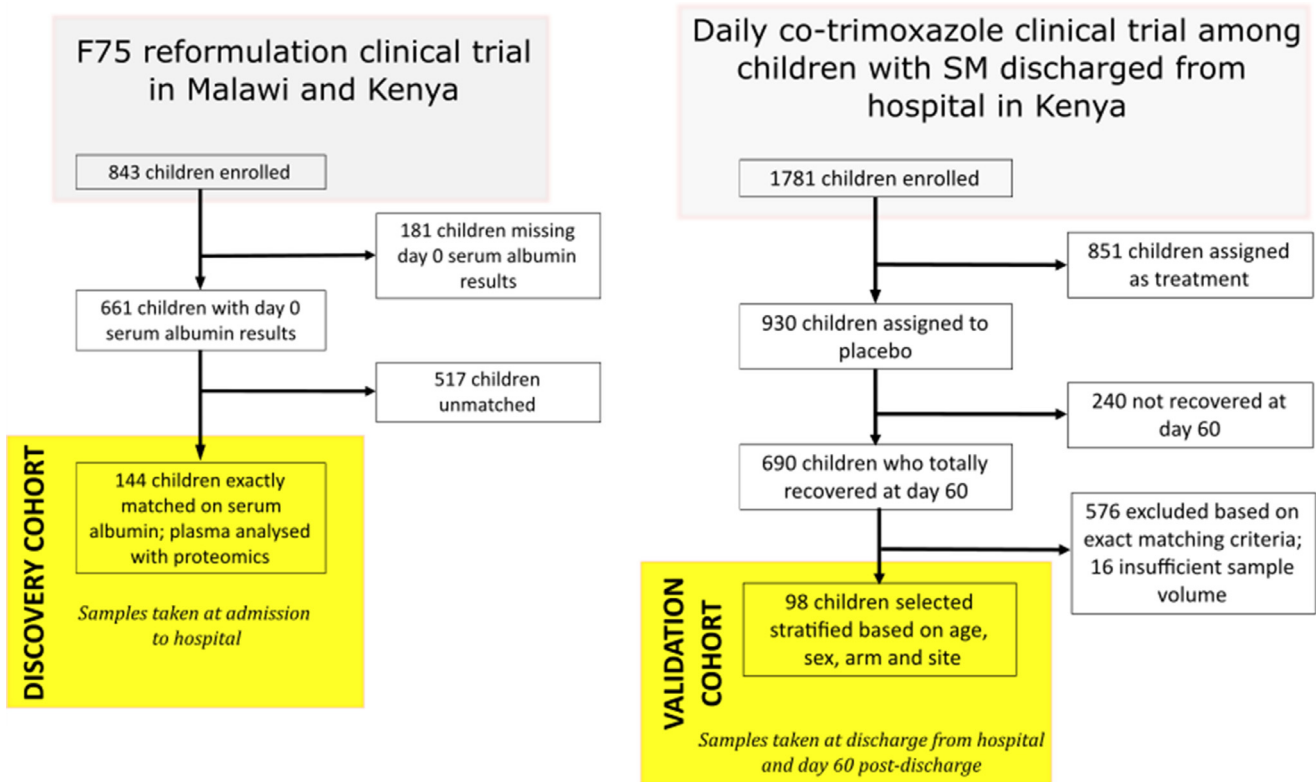 F75 reformulation clinical trial
in Malawi and Kenya
843 children enrolled
181 children missing
day 0 serum albumin
results
661 children with day 0
serum albumin results
517 children
unmatched
DISCOVERY COHORT
144 children exactly
matched on serum
albumin; plasma analysed
with proteomics
Samples taken at admission
to hospital
Daily co-trimoxazole clinical trial among
children with SM discharged from
hospital in Kenya
1781 children enrolled
851 children assigned
as treatment
930 children assigned to
placebo
240 not recovered at
day 60
690 children who totally
recovered at day 60
576 excluded based on
exact matching criteria;
16 insufficient sample
volume
VALIDATION
COHORT
98 children selected
stratified based on age,
sex, arm and site
Samples taken at discharge from hospital
and day 60 post-discharge